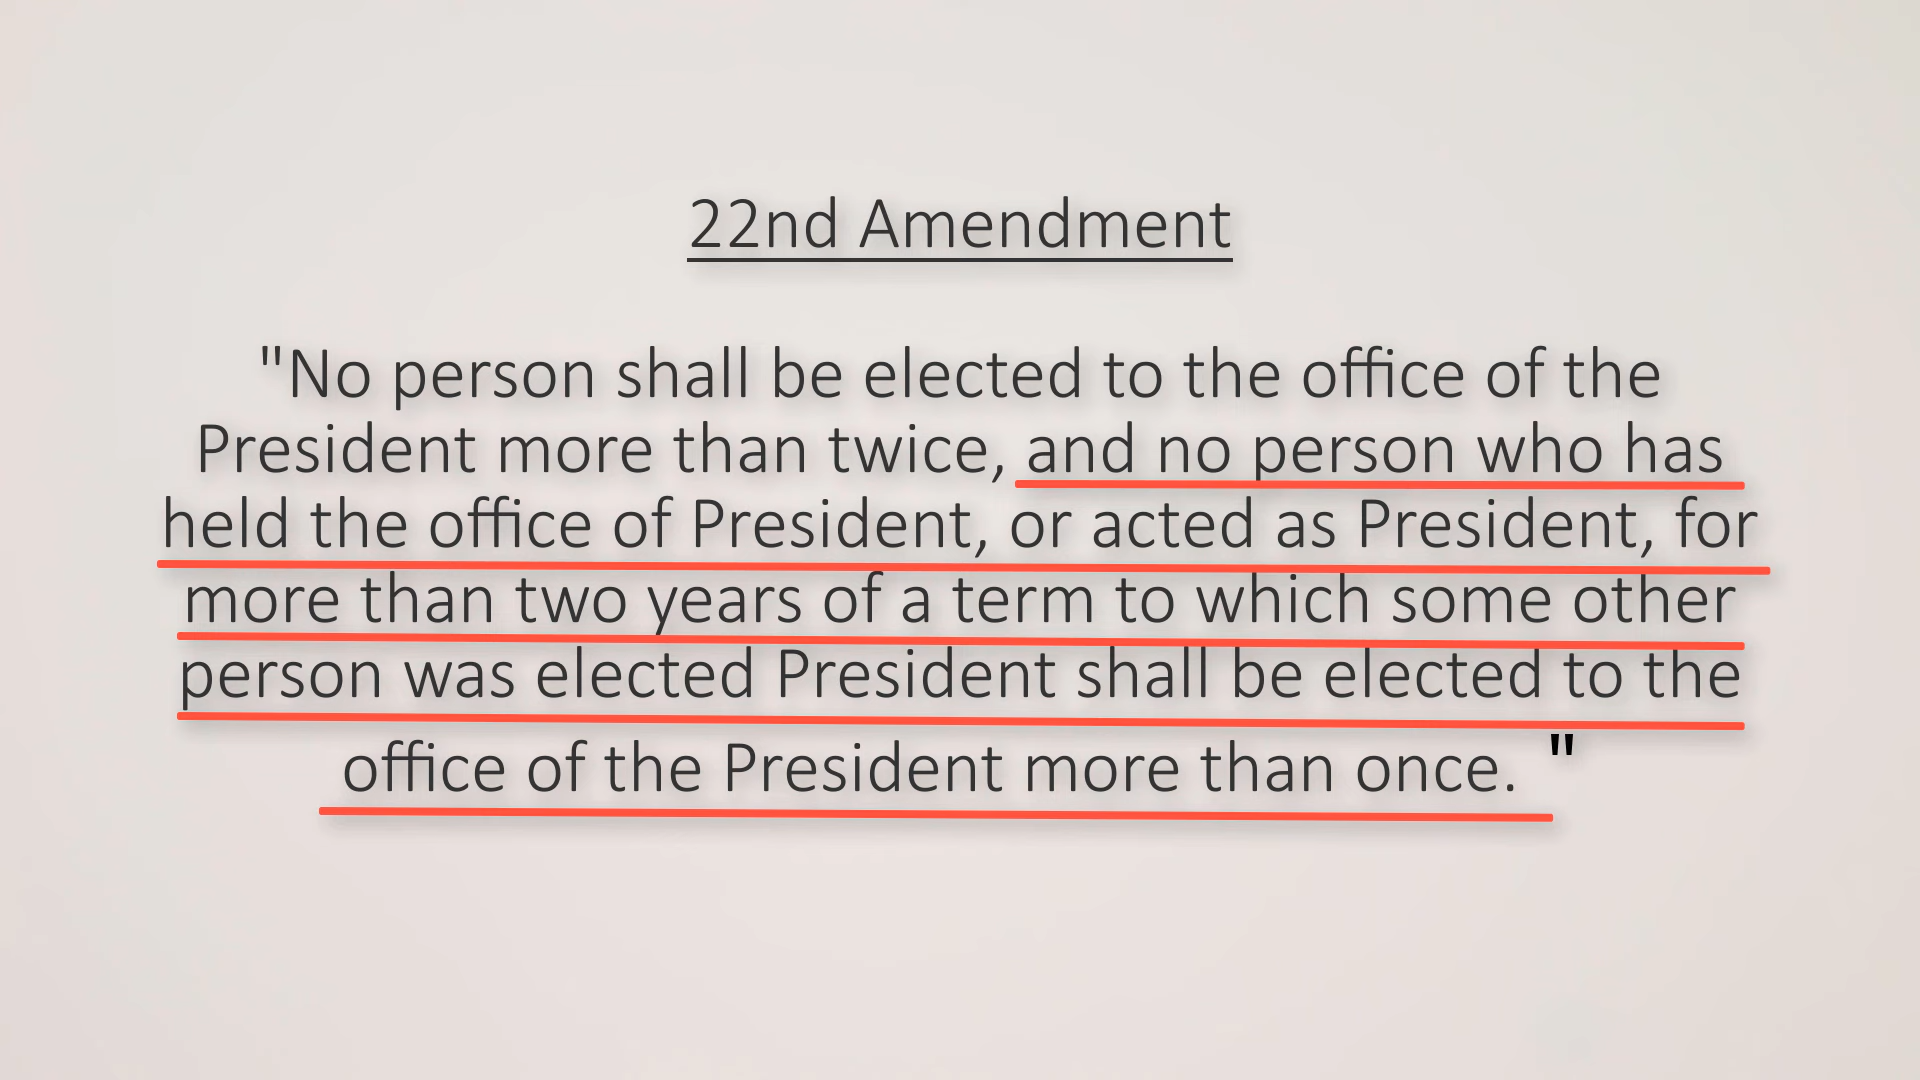 22nd Amendment
"No person shall be elected to the office of the
President more than twice, and no person who has
held the office of President, or acted as President, for
more than two years of a term to which some other
person was elected President shall be elected to the
office of the President more than once. "